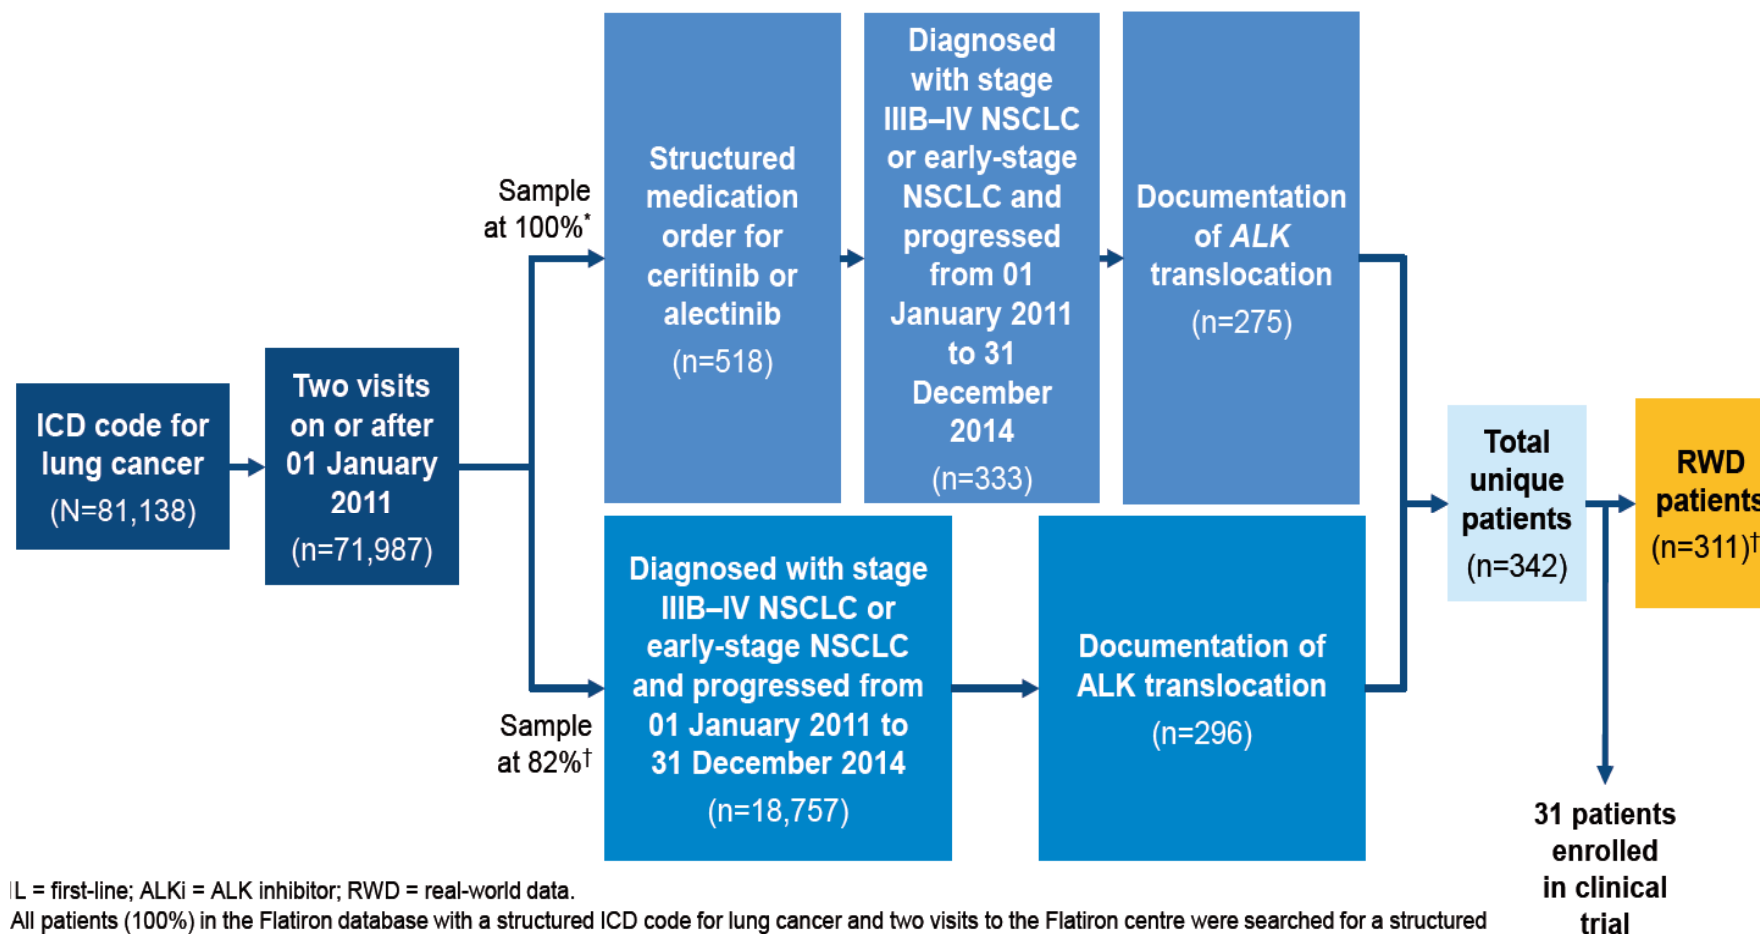 ICD code for
lung cancer
(N=81,138)
Two visits
on or after
01 January
2011
(n=71,987)
Sample
at 100%*
Structured
medication
order for
ceritinib or
alectinib
(n=518)
Diagnosed
with stage
IIIB–IV NSCLC
or early-stage
NSCLC and
progressed
from 01
January 2011
to 31
December
2014
(n=333)
Documentation
of ALK
translocation
(n=275)
Sample
at 82%†
Diagnosed with stage
IIIB–IV NSCLC or
early-stage NSCLC
and progressed from
01 January 2011 to
31 December 2014
(n=18,757)
Documentation of
ALK translocation
(n=296)
Total
unique
patients
(n=342)
RWD
patients
(n=311)†
31 patients
enrolled
in clinical
trial
L = first-line; ALKi = ALK inhibitor; RWD = real-world data.
All patients (100%) in the Flatiron database with a structured ICD code for lung cancer and two visits to the Flatiron centre were searched for a structured